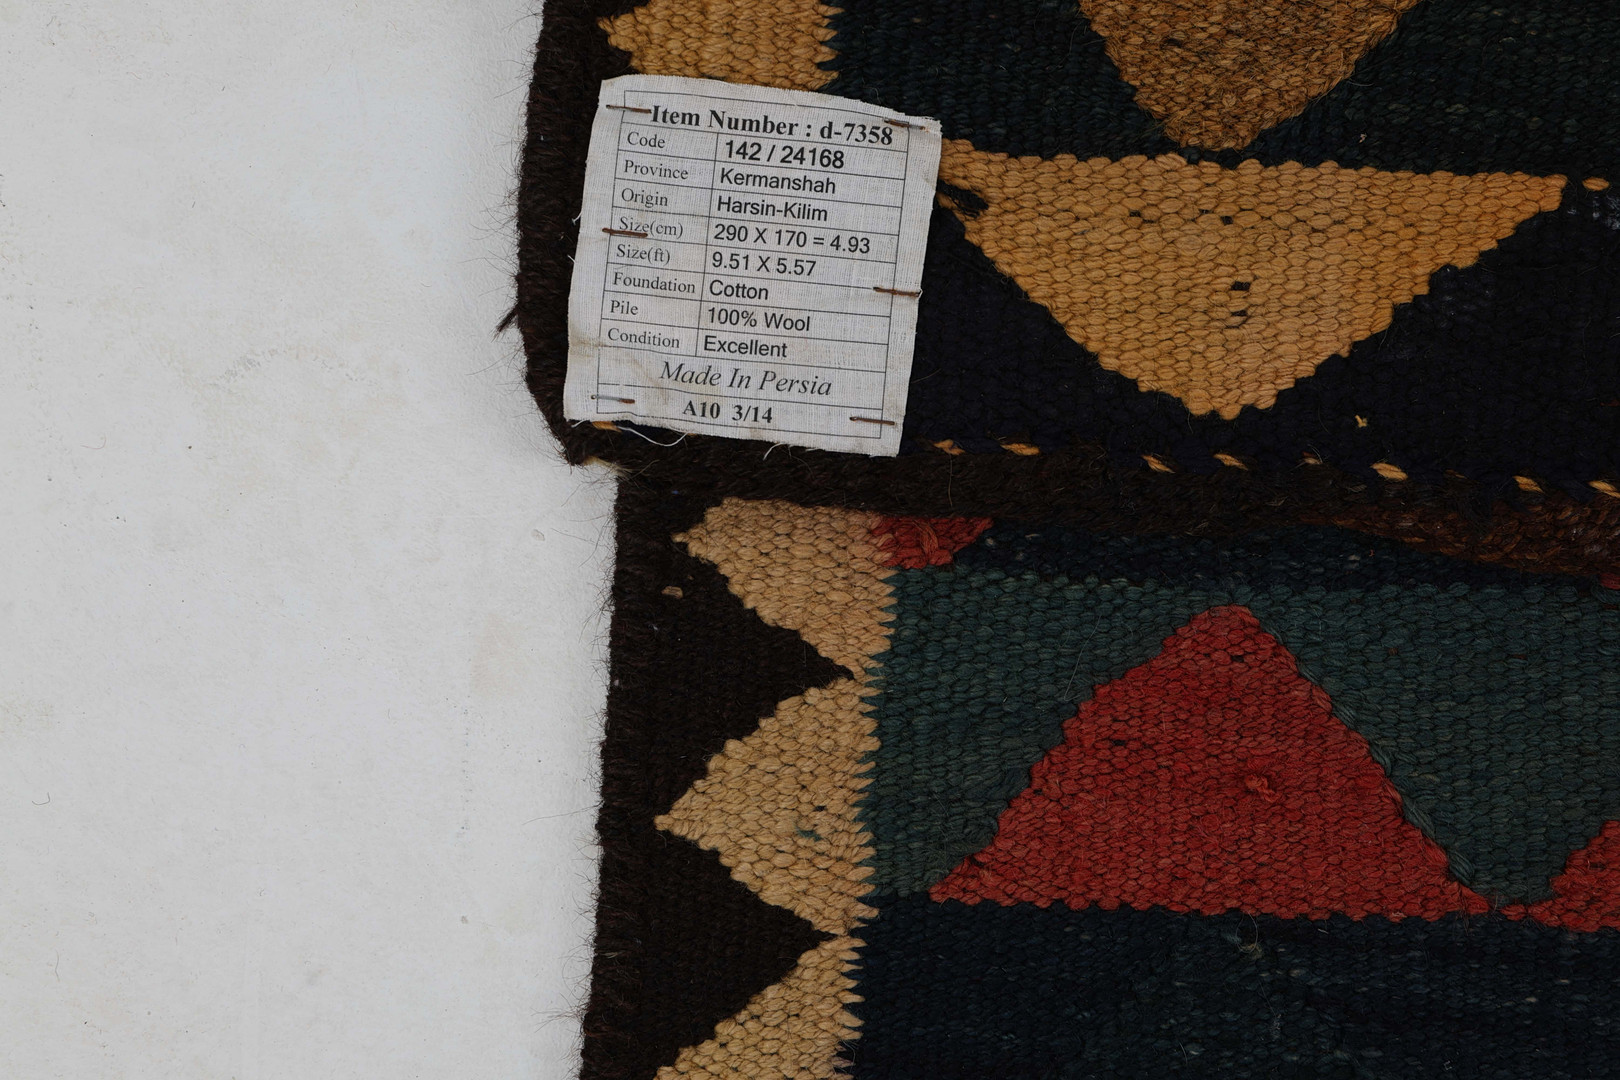 Item Number : d-7358
Code 142 / 24168
Province Kermanshah
Origin Harsin-Kilim
Size(cm) 290 X 170 = 4.93
Size(ft) 9.51 X 5.57
Foundation Cotton
Pile 100% Wool
Condition Excellent
Made In Persia
A10 3/14